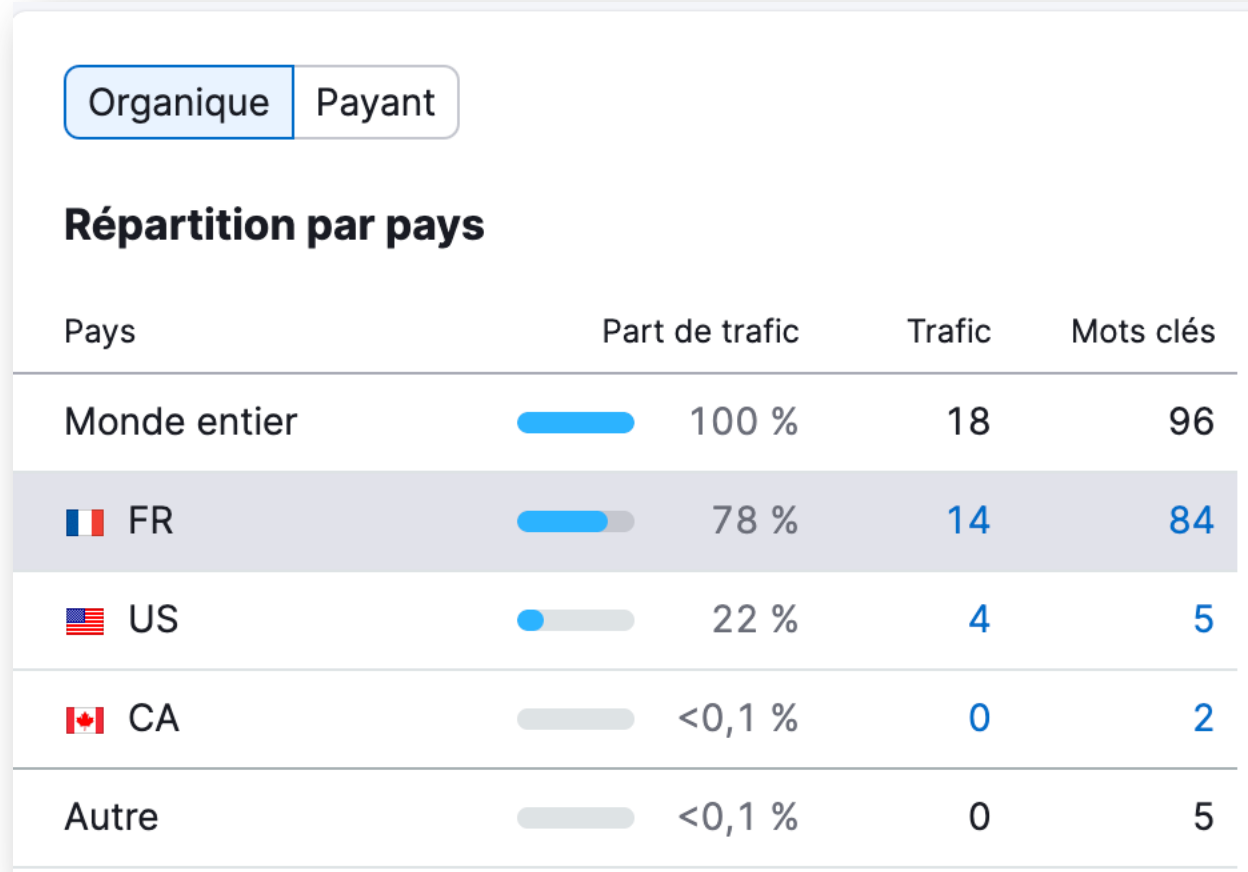 Organique Payant
Répartition par pays
Pays Part de trafic Trafic Mots clés
Monde entier 100 % 18 96
FR 78 % 14 84
US 22 % 4 5
CA <0,1 % 0 2
Autre <0,1 % 0 5